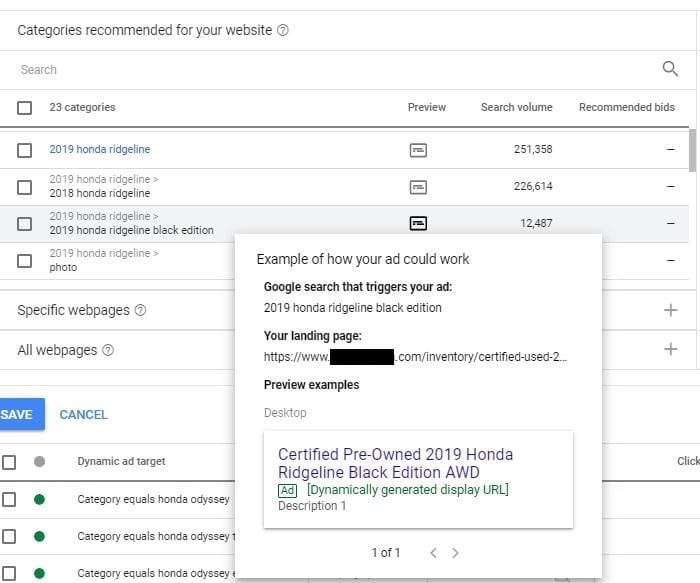 Categories recommended for your website
Search
23 categories Preview Search volume Recommended bids
2019 honda ridgeline 251,358 –
2019 honda ridgeline >
2018 honda ridgeline 226,614 –
2019 honda ridgeline >
2019 honda ridgeline black edition 12,487 –
2019 honda ridgeline >
photo –
Example of how your ad could work
Google search that triggers your ad:
2019 honda ridgeline black edition
Your landing page:
https://www. .com/inventory/certified-used-2...
Preview examples
Desktop
Certified Pre-Owned 2019 Honda
Ridgeline Black Edition AWD
Ad [Dynamically generated display URL]
Description 1
1 of 1
Specific webpages
All webpages
SAVE CANCEL
Dynamic ad target Click
Category equals honda odyssey
Category equals honda odyssey
Category equals honda odyssey